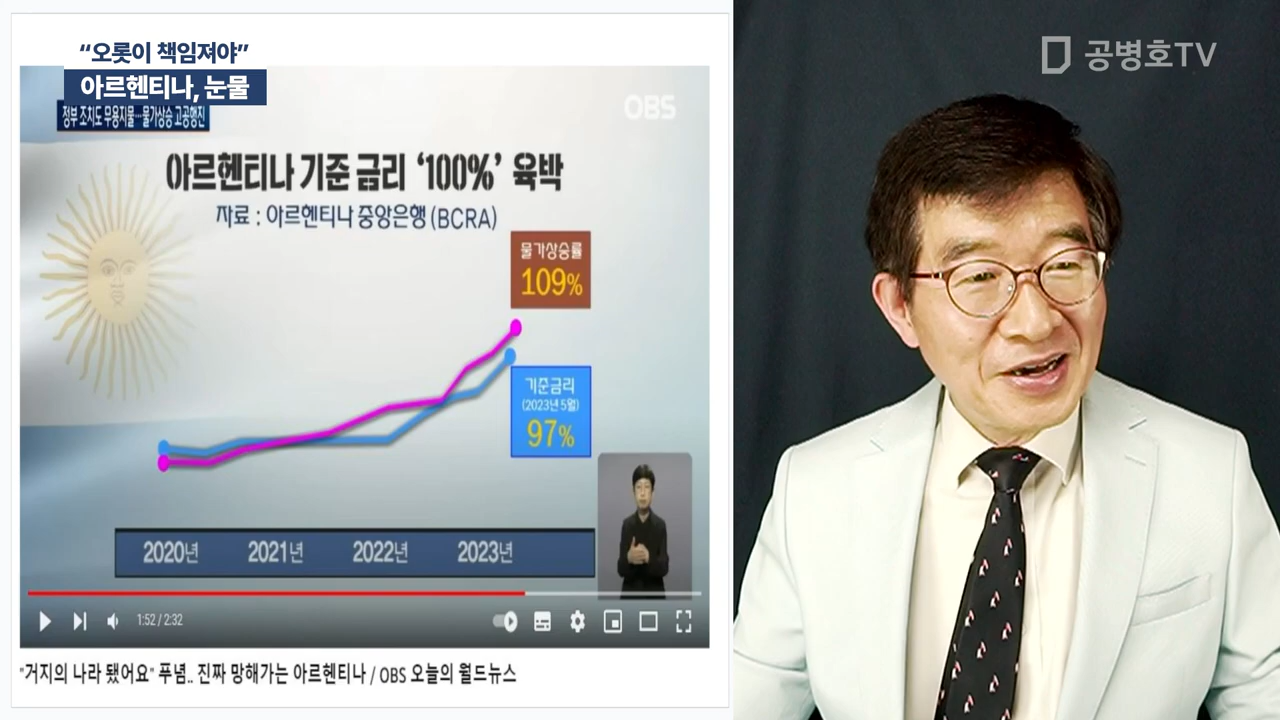 “오롯이 책임져야”
아르헨티나, 눈물
정부 조치도 무용지물…물가상승 고공행진
OBS
아르헨티나 기준 금리 ‘100%’ 육박
자료 : 아르헨티나 중앙은행 (BCRA)
물가상승률
109%
기준금리
(2023년 5월)
97%
2020년 2021년 2022년 2023년
1:52 / 2:32
"거지의 나라 됐어요" 푸념.. 진짜 망해가는 아르헨티나 / OBS 오늘의 월드뉴스
공병호TV